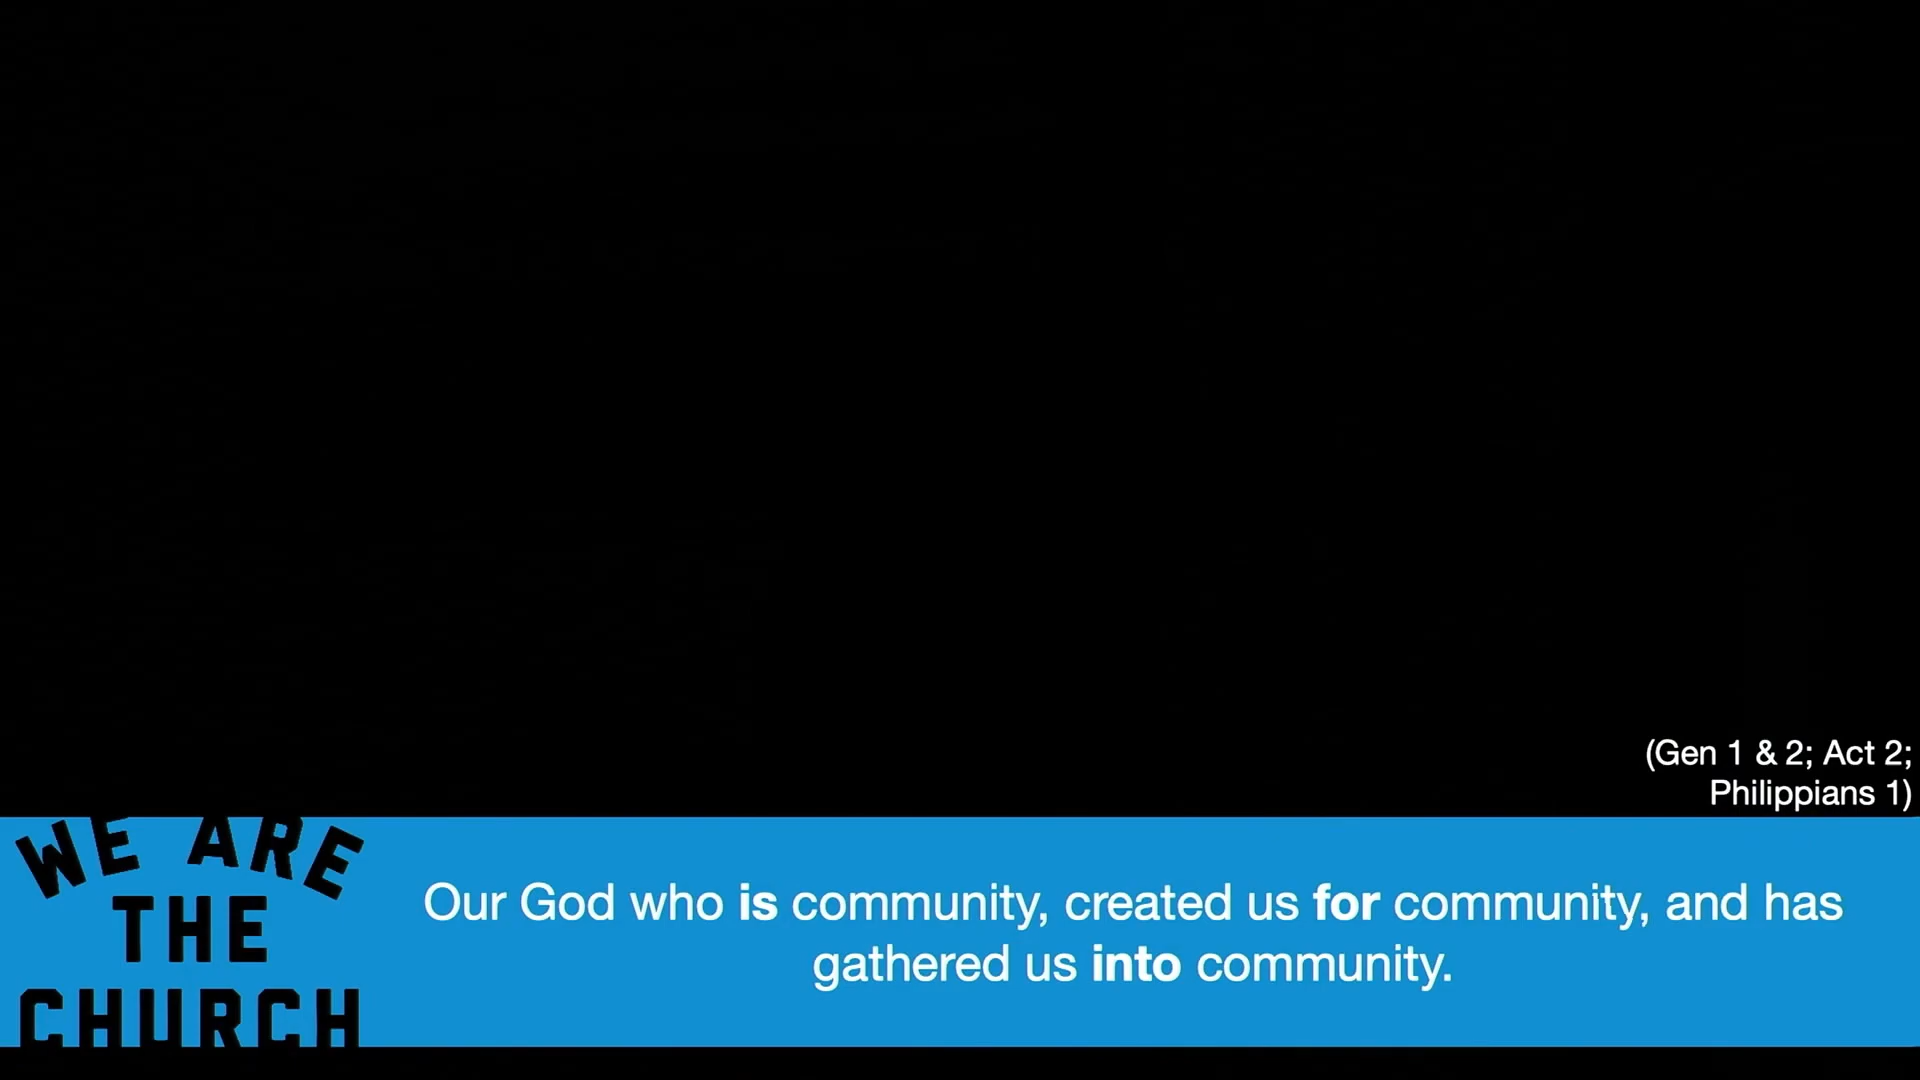 (Gen 1 & 2; Act 2;
Philippians 1)
WE ARE
THE
CHURCH
Our God who is community, created us for community, and has
gathered us into community.